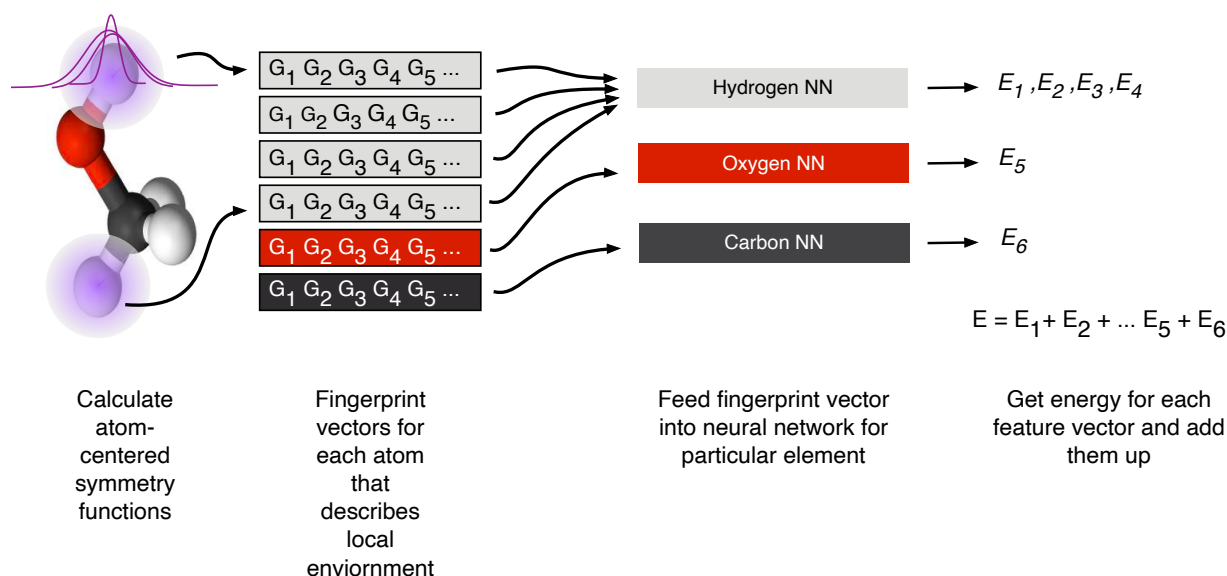 G1 G2 G3 G4 G5 ...
G1 G2 G3 G4 G5 ...
G1 G2 G3 G4 G5 ...
G1 G2 G3 G4 G5 ...
G1 G2 G3 G4 G5 ...
G1 G2 G3 G4 G5 ...
Hydrogen NN
Oxygen NN
Carbon NN
E1 ,E2 ,E3 ,E4
E5
E6
E = E1+ E2 + ... E5 + E6
Calculate
atom-
centered
symmetry
functions
Fingerprint
vectors for
each atom
that
describes
local
enviornment
Feed fingerprint vector
into neural network for
particular element
Get energy for each
feature vector and add
them up